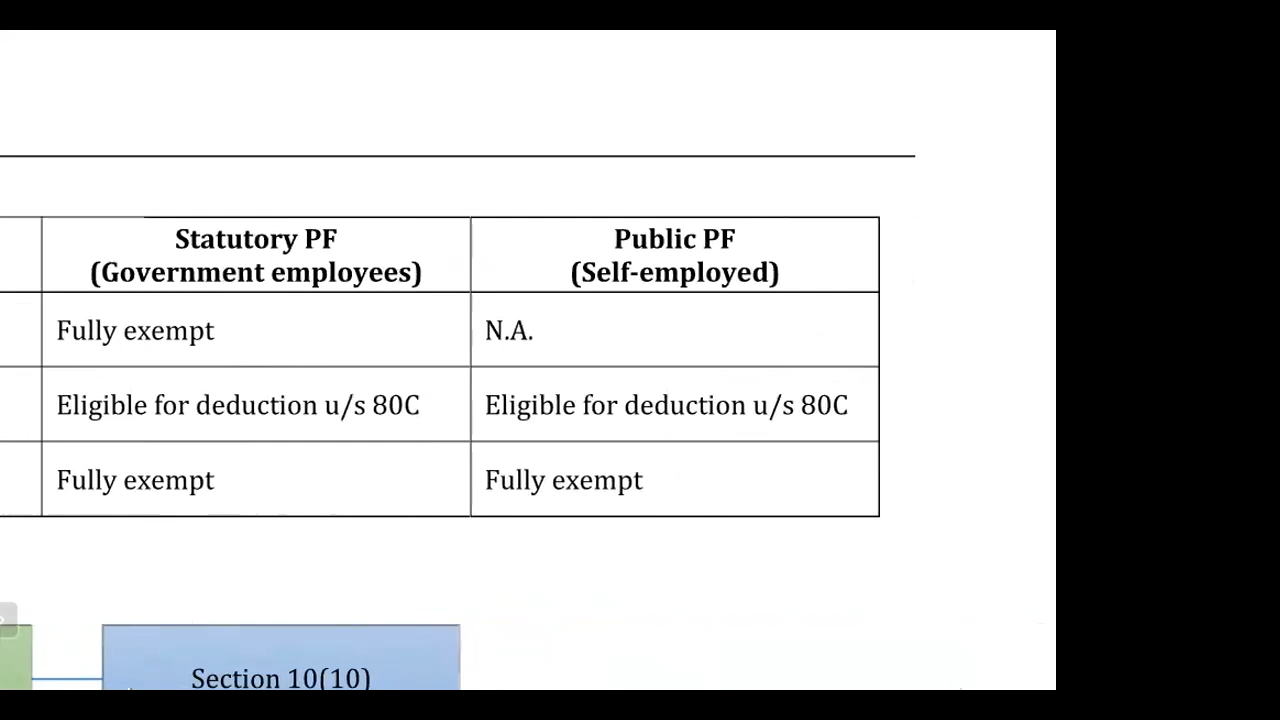 Statutory PF
(Government employees)
Public PF
(Self-employed)
Fully exempt
N.A.
Eligible for deduction u/s 80C
Eligible for deduction u/s 80C
Fully exempt
Fully exempt
Section 10(10)